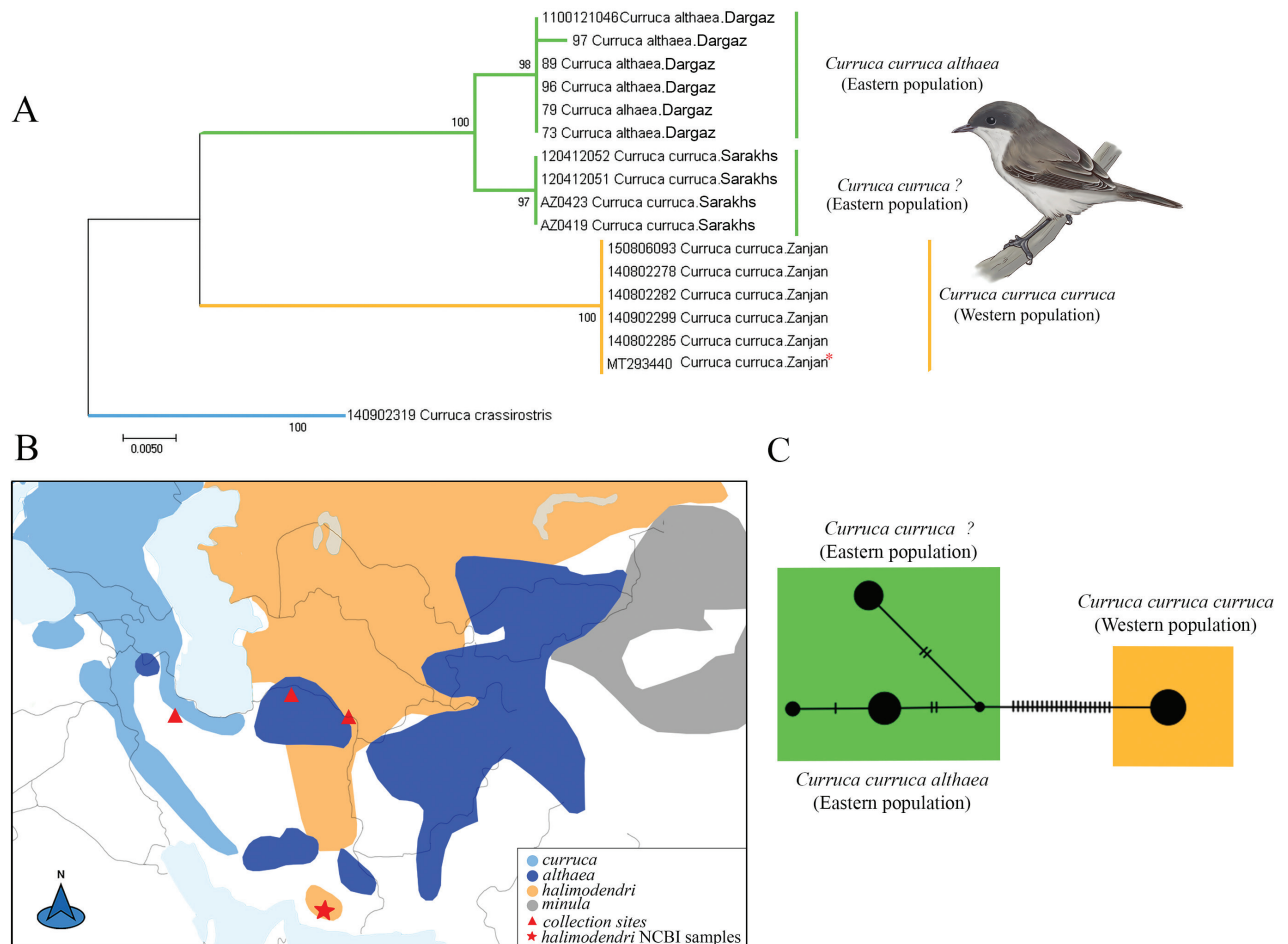 A
1100121046Curruca althaea.Dargaz
97 Curruca althaea.Dargaz
89 Curruca althaea.Dargaz
96 Curruca althaea.Dargaz
79 Curruca alhaea.Dargaz
73 Curruca althaea.Dargaz
120412052 Curruca curruca.Sarakhs
120412051 Curruca curruca.Sarakhs
AZ0423 Curruca curruca.Sarakhs
AZ0419 Curruca curruca.Sarakhs
150806093 Curruca curruca.Zanjan
140802278 Curruca curruca.Zanjan
140802282 Curruca curruca.Zanjan
140902299 Curruca curruca.Zanjan
140802285 Curruca curruca.Zanjan
MT293440 Curruca curruca.Zanjan*
140902319 Curruca crassirostris
98
100
97
100
100
0.0050
Curruca curruca althaea
(Eastern population)
Curruca curruca ?
(Eastern population)
Curruca curruca curruca
(Western population)
B
N
curruca
althaea
halimodendri
minula
collection sites
halimodendri NCBI samples
C
Curruca curruca ?
(Eastern population)
Curruca curruca curruca
(Western population)
Curruca curruca althaea
(Eastern population)